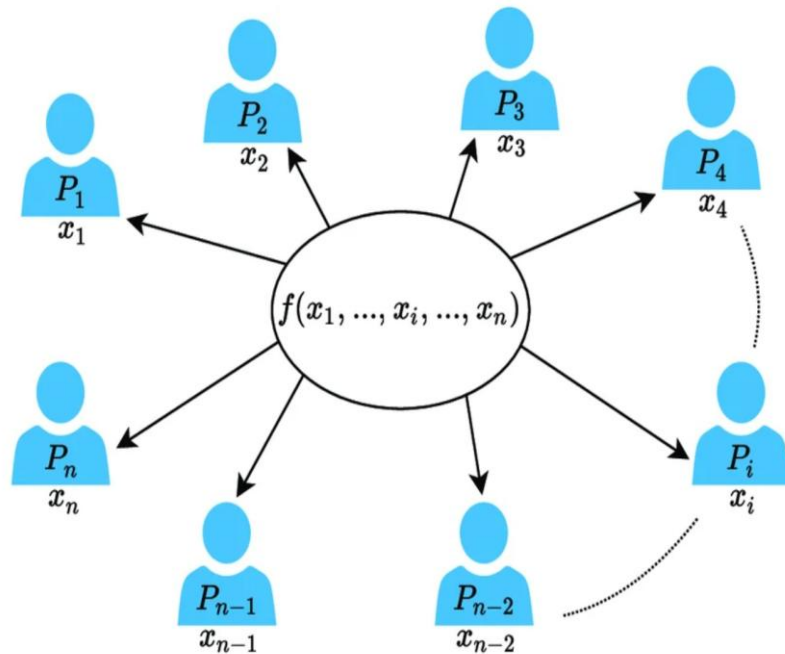 P₁
x₁
P₂
x₂
P₃
x₃
P₄
x₄
f(x₁, ..., xᵢ, ..., xₙ)
Pₙ
xₙ
Pᵢ
xᵢ
Pₙ₋₁
xₙ₋₁
Pₙ₋₂
xₙ₋₂